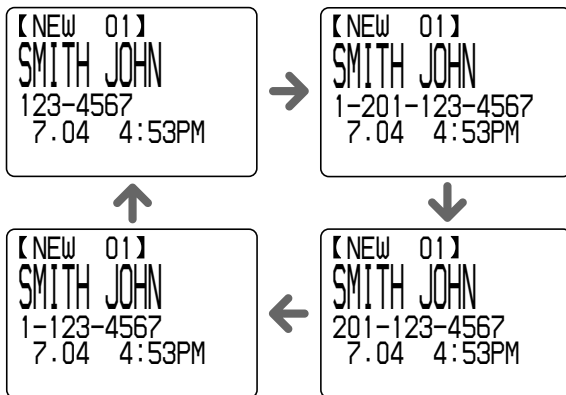 【NEW 01】
SMITH JOHN
123-4567
7.04 4:53PM
【NEW 01】
SMITH JOHN
1-201-123-4567
7.04 4:53PM
【NEW 01】
SMITH JOHN
1-123-4567
7.04 4:53PM
【NEW 01】
SMITH JOHN
201-123-4567
7.04 4:53PM